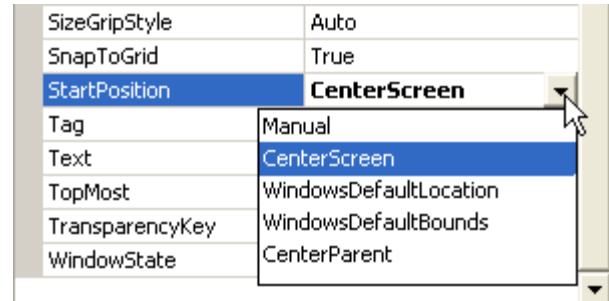 SizeGripStyle Auto
SnapToGrid True
StartPosition CenterScreen
Tag Manual
Text CenterScreen
TopMost WindowsDefaultLocation
TransparencyKey WindowsDefaultBounds
WindowState CenterParent